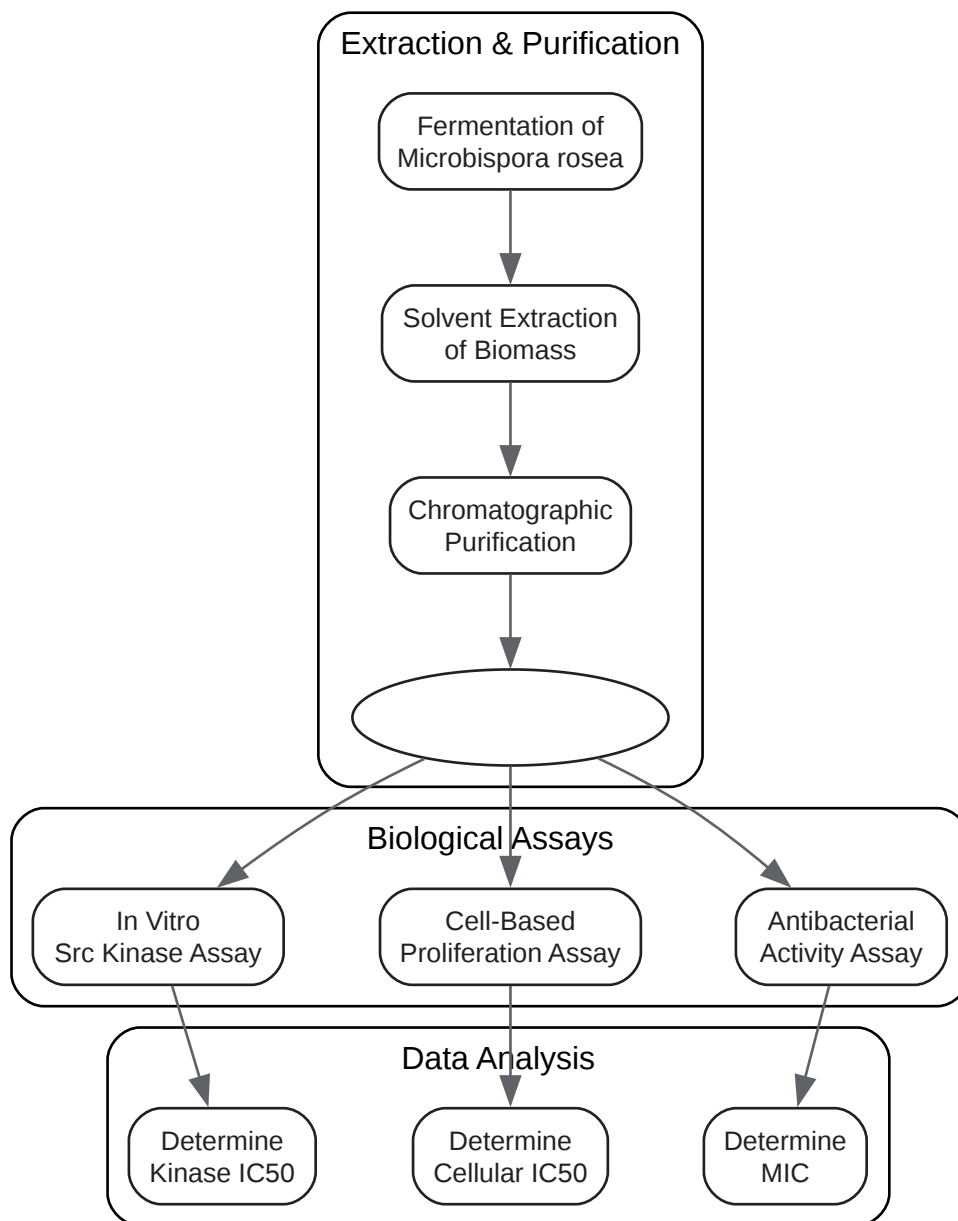 Extraction & Purification
Fermentation of
Microbispora rosea
Solvent Extraction
of Biomass
Chromatographic
Purification
Biological Assays
In Vitro
Src Kinase Assay
Cell-Based
Proliferation Assay
Antibacterial
Activity Assay
Data Analysis
Determine
Kinase IC50
Determine
Cellular IC50
Determine
MIC